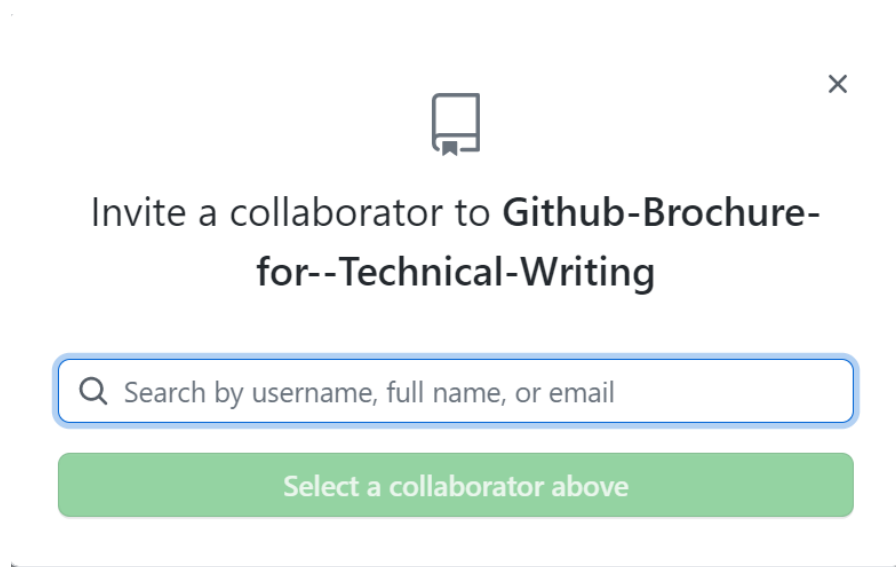 Invite a collaborator to Github-Brochure-
for--Technical-Writing
Search by username, full name, or email
Select a collaborator above